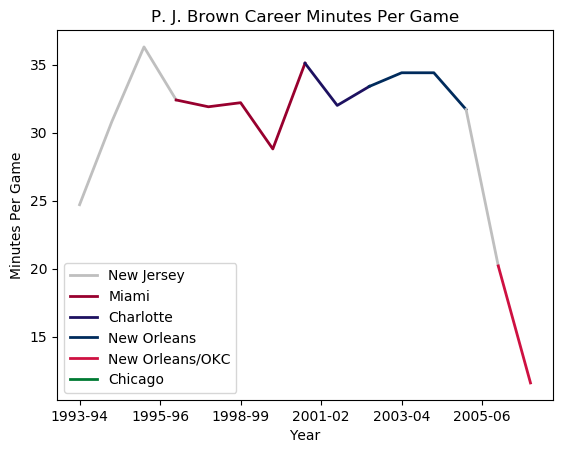 P. J. Brown Career Minutes Per Game
35
30
25
20
15
Minutes Per Game
New Jersey
Miami
Charlotte
New Orleans
New Orleans/OKC
Chicago
1993-94 1995-96 1998-99 2001-02 2003-04 2005-06
Year